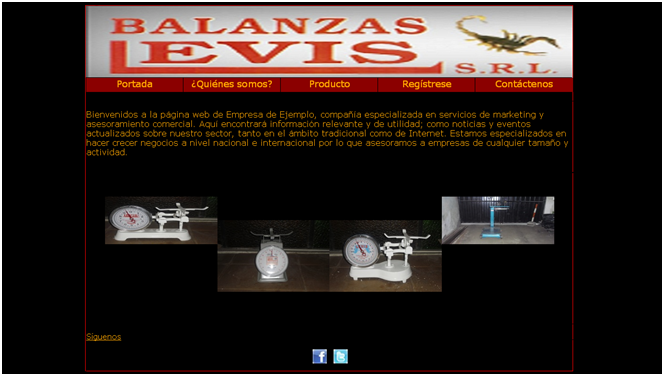 BALANZAS
LEVIS
S.R.L.
Portada ¿Quiénes somos? Producto Regístrese Contáctenos
Bienvenidos a la página web de Empresa de Ejemplo, compañía especializada en servicios de marketing y
asesoramiento comercial. Aquí encontrará información relevante y de utilidad; como noticias y eventos
actualizados sobre nuestro sector, tanto en el ámbito tradicional como de Internet. Estamos especializados en
hacer crecer negocios a nivel nacional e internacional por lo que asesoramos a empresas de cualquier tamaño y
actividad.
Síguenos